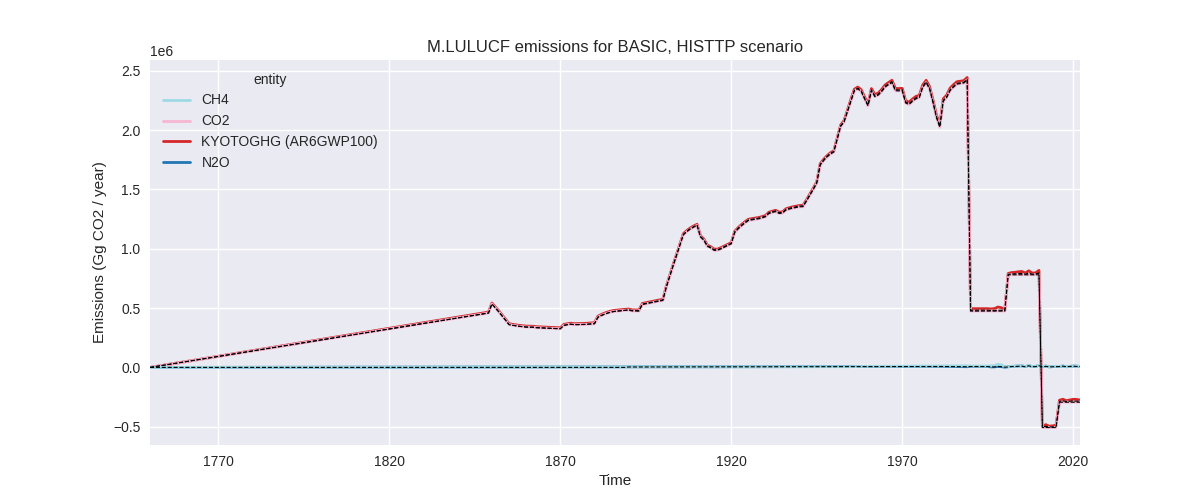 M.LULUCF emissions for BASIC, HISTTP scenario
1e6
2.5
2.0
1.5
1.0
0.5
0.0
−0.5
Emissions (Gg CO2 / year)
entity
CH4
CO2
KYOTOGHG (AR6GWP100)
N2O
1770 1820 1870 1920 1970 2020
Time